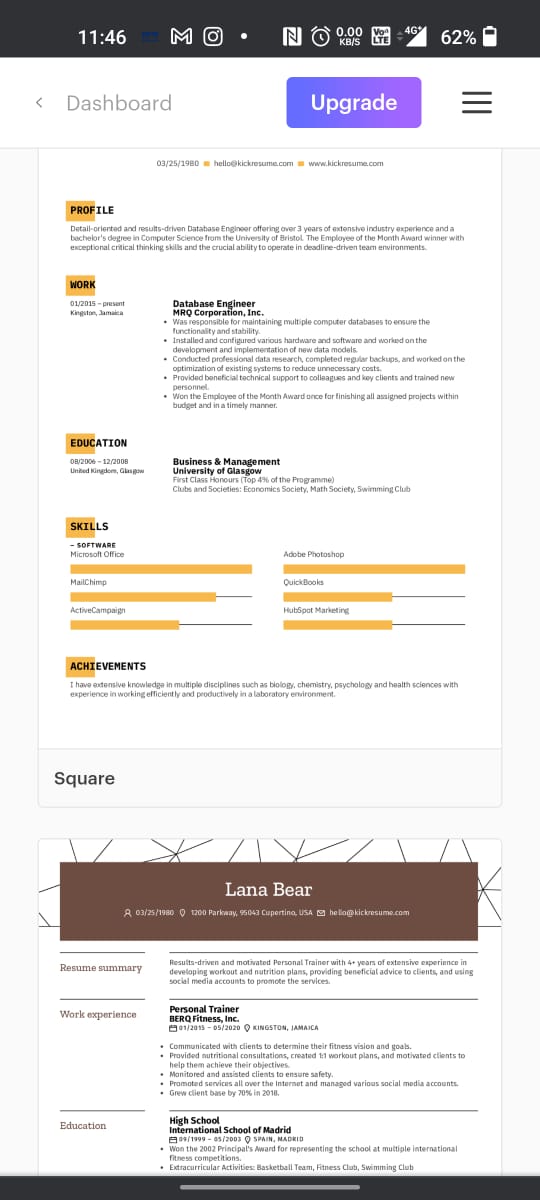 11:46
0.00 KB/S
Vo) LTE
4G+
62%
Dashboard
Upgrade
03/25/1980 hello@kickresume.com www.kickresume.com
PROFILE
Detail-oriented and results-driven Database Engineer offering over 3 years of extensive industry experience and a
bachelor's degree in Computer Science from the University of Bristol. The Employee of the Month Award winner with
exceptional critical thinking skills and the crucial ability to operate in deadline-driven team environments.
WORK
01/2015 – present
Kingston, Jamaica
Database Engineer
MRQ Corporation, Inc.
• Was responsible for maintaining multiple computer databases to ensure the
functionality and stability.
• Installed and configured various hardware and software and worked on the
development and implementation of new data models.
• Conducted professional data research, completed regular backups, and worked on the
optimization of existing systems to reduce unnecessary costs.
• Provided beneficial technical support to colleagues and key clients and trained new
personnel.
• Won the Employee of the Month Award once for finishing all assigned projects within
budget and in a timely manner.
EDUCATION
08/2006 – 12/2008
United Kingdom, Glasgow
Business & Management
University of Glasgow
First Class Honours (Top 4% of the Programme)
Clubs and Societies: Economics Society, Math Society, Swimming Club
SKILLS
— SOFTWARE
Microsoft Office
Adobe Photoshop
MailChimp
QuickBooks
ActiveCampaign
HubSpot Marketing
ACHIEVEMENTS
I have extensive knowledge in multiple disciplines such as biology, chemistry, psychology and health sciences with
experience in working efficiently and productively in a laboratory environment.
Square
Lana Bear
03/25/1980 1200 Parkway, 95043 Cupertino, USA hello@kickresume.com
Resume summary
Results-driven and motivated Personal Trainer with 4+ years of extensive experience in
developing workout and nutrition plans, providing beneficial advice to clients, and using
social media accounts to promote the services.
Work experience
Personal Trainer
BERQ Fitness, Inc.
01/2015 – 05/2020 KINGSTON, JAMAICA
• Communicated with clients to determine their fitness vision and goals.
• Provided nutritional consultations, created 1:1 workout plans, and motivated clients to
help them achieve their objectives.
• Monitored and assisted clients to ensure safety.
• Promoted services all over the Internet and managed various social media accounts.
• Grew client base by 70% in 2018.
Education
High School
International School of Madrid
09/1999 – 05/2003 SPAIN, MADRID
• Won the 2002 Principal's Award for representing the school at multiple international
fitness competitions.
• Extracurricular Activities: Basketball Team, Fitness Club, Swimming Club